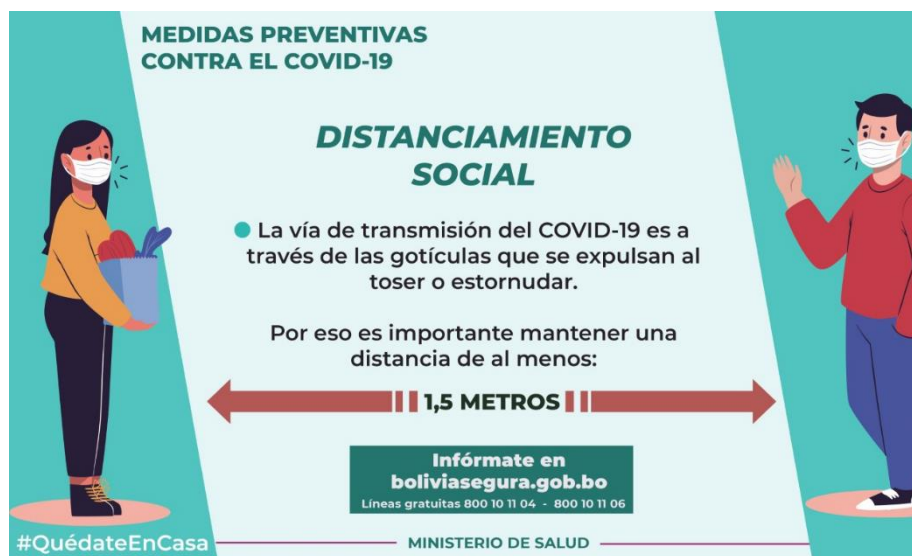 MEDIDAS PREVENTIVAS
CONTRA EL COVID-19
DISTANCIAMIENTO
SOCIAL
La vía de transmisión del COVID-19 es a
través de las gotículas que se expulsan al
toser o estornudar.
Por eso es importante mantener una
distancia de al menos:
1,5 METROS
Infórmate en
boliviasegura.gob.bo
Líneas gratuitas 800 10 11 04 - 800 10 11 06
#QuédateEnCasa
MINISTERIO DE SALUD